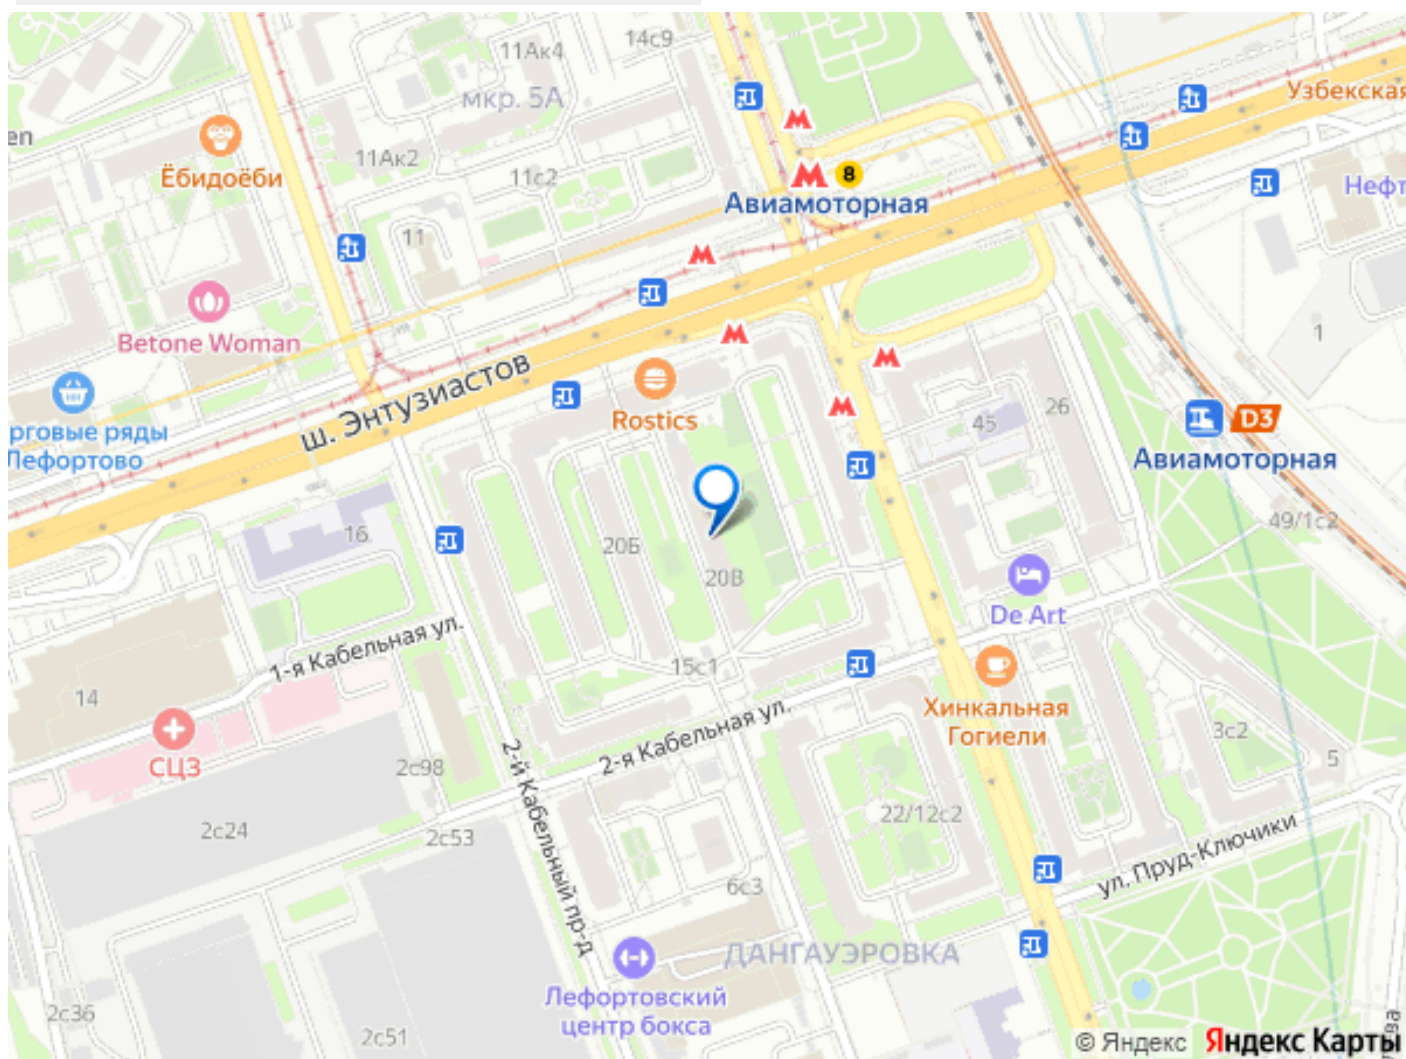 14с9
11Ак4
мкр. 5А
Узбекская
en
Ёбидоёби
11Ак2
11с2
8
Авиамоторная
Нефт
11
Betone Woman
1
ш. Энтузиастов
Rostics
рговые ряды
Лефортово
26
45
D3
Авиамоторная
49/1с2
16
20Б
20В
De Art
1-я Кабельная ул.
15с1
14
Хинкальная
Гогиели
2-я Кабельная ул.
3с2
5
СЦЗ
2с98
2-й Кабельный пр-д
22/12с2
2с24
2с53
ул. Пруд-Ключики
6с3
ДАНГАУЭРОВКА
Лефортовский
центр бокса
2с36
2с51
ва
© Яндекс Яндекс Карты